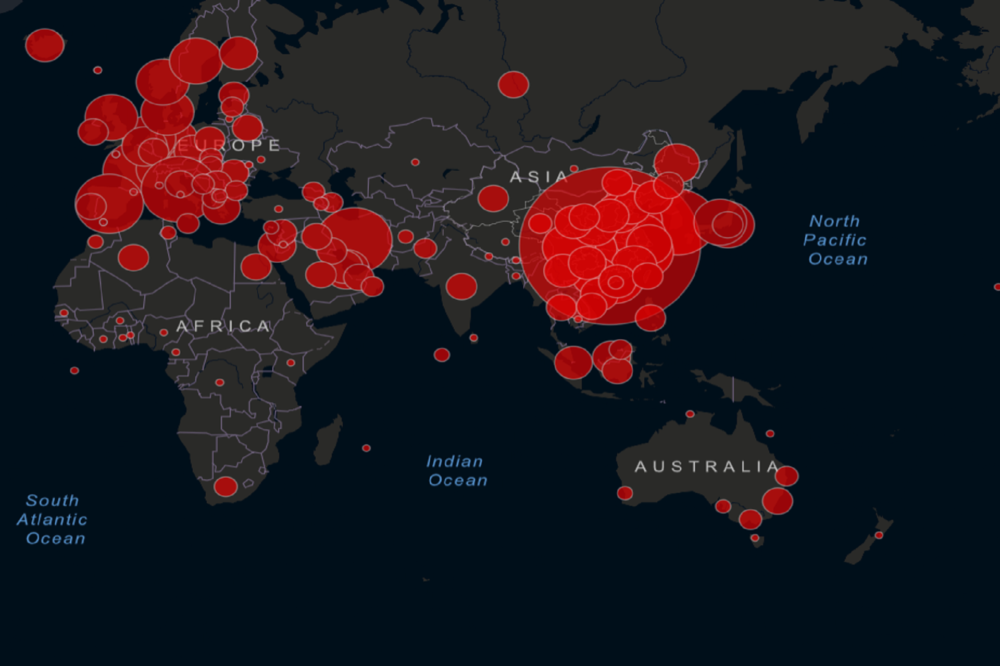 EUROPE
ASIA
North
Pacific
Ocean
AFRICA
Indian
Ocean
AUSTRALIA
South
Atlantic
Ocean